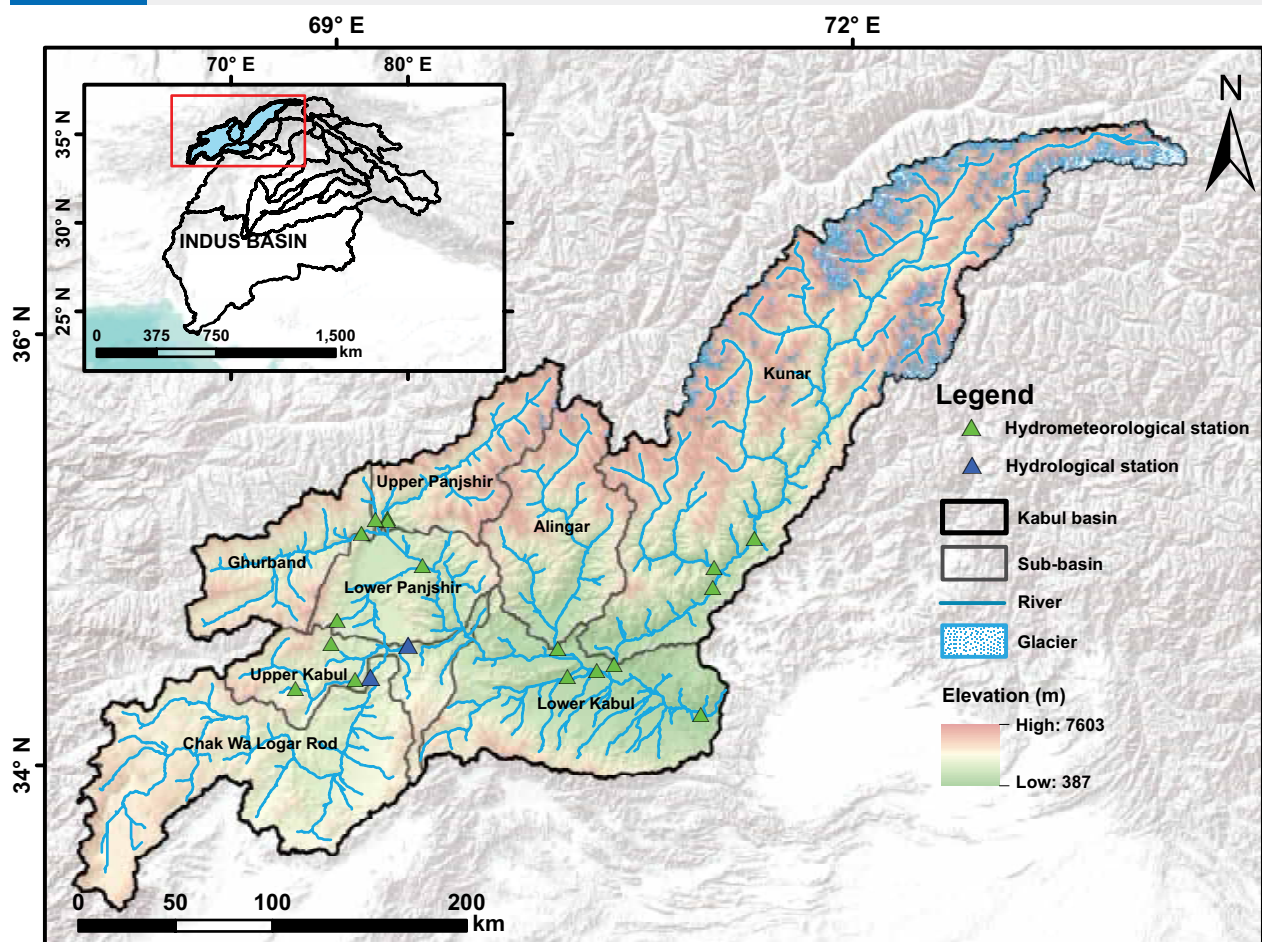 69° E
72° E
70° E
80° E
N
35° N
30° N
25° N
INDUS BASIN
0
375
750
1,500
km
36° N
34° N
Kunar
Legend
Hydrometeorological station
Hydrological station
Kabul basin
Sub-basin
River
Glacier
Elevation (m)
High: 7603
Low: 387
Upper Panjshir
Alingar
Ghurband
Lower Panjshir
Upper Kabul
Lower Kabul
Chak Wa Logar Rod
0
50
100
200
km